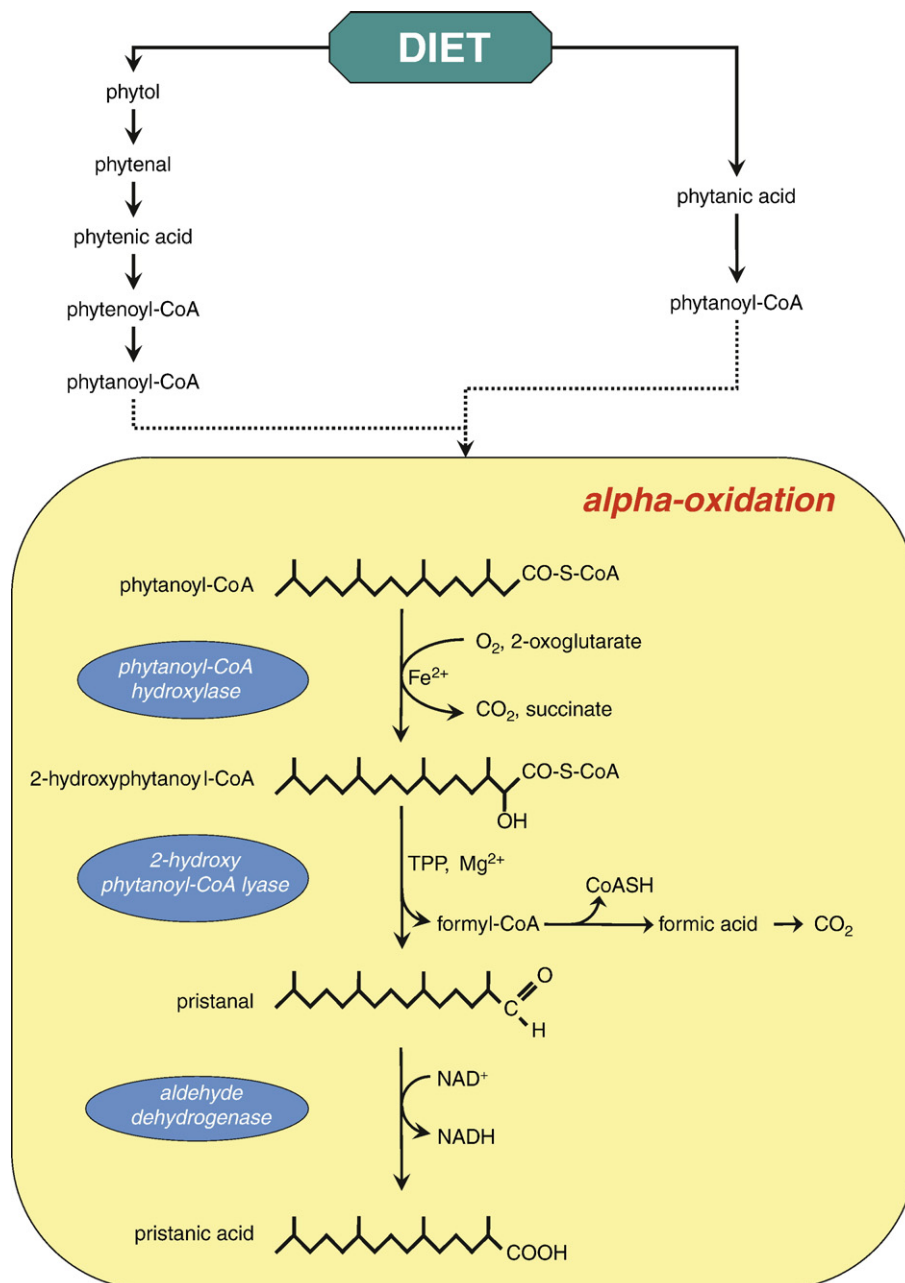 DIET
phytol
phytenal
phytenic acid
phytenoyl-CoA
phytanoyl-CoA
phytanic acid
phytanoyl-CoA
alpha-oxidation
phytanoyl-CoA
CO-S-CoA
phytanoyl-CoA
hydroxylase
O₂, 2-oxoglutarate
Fe²⁺
CO₂, succinate
2-hydroxyphytanoyl-CoA
CO-S-CoA
OH
2-hydroxy
phytanoyl-CoA lyase
TPP, Mg²⁺
CoASH
formyl-CoA
formic acid
CO₂
pristanal
O
C
H
aldehyde
dehydrogenase
NAD⁺
NADH
pristanic acid
COOH